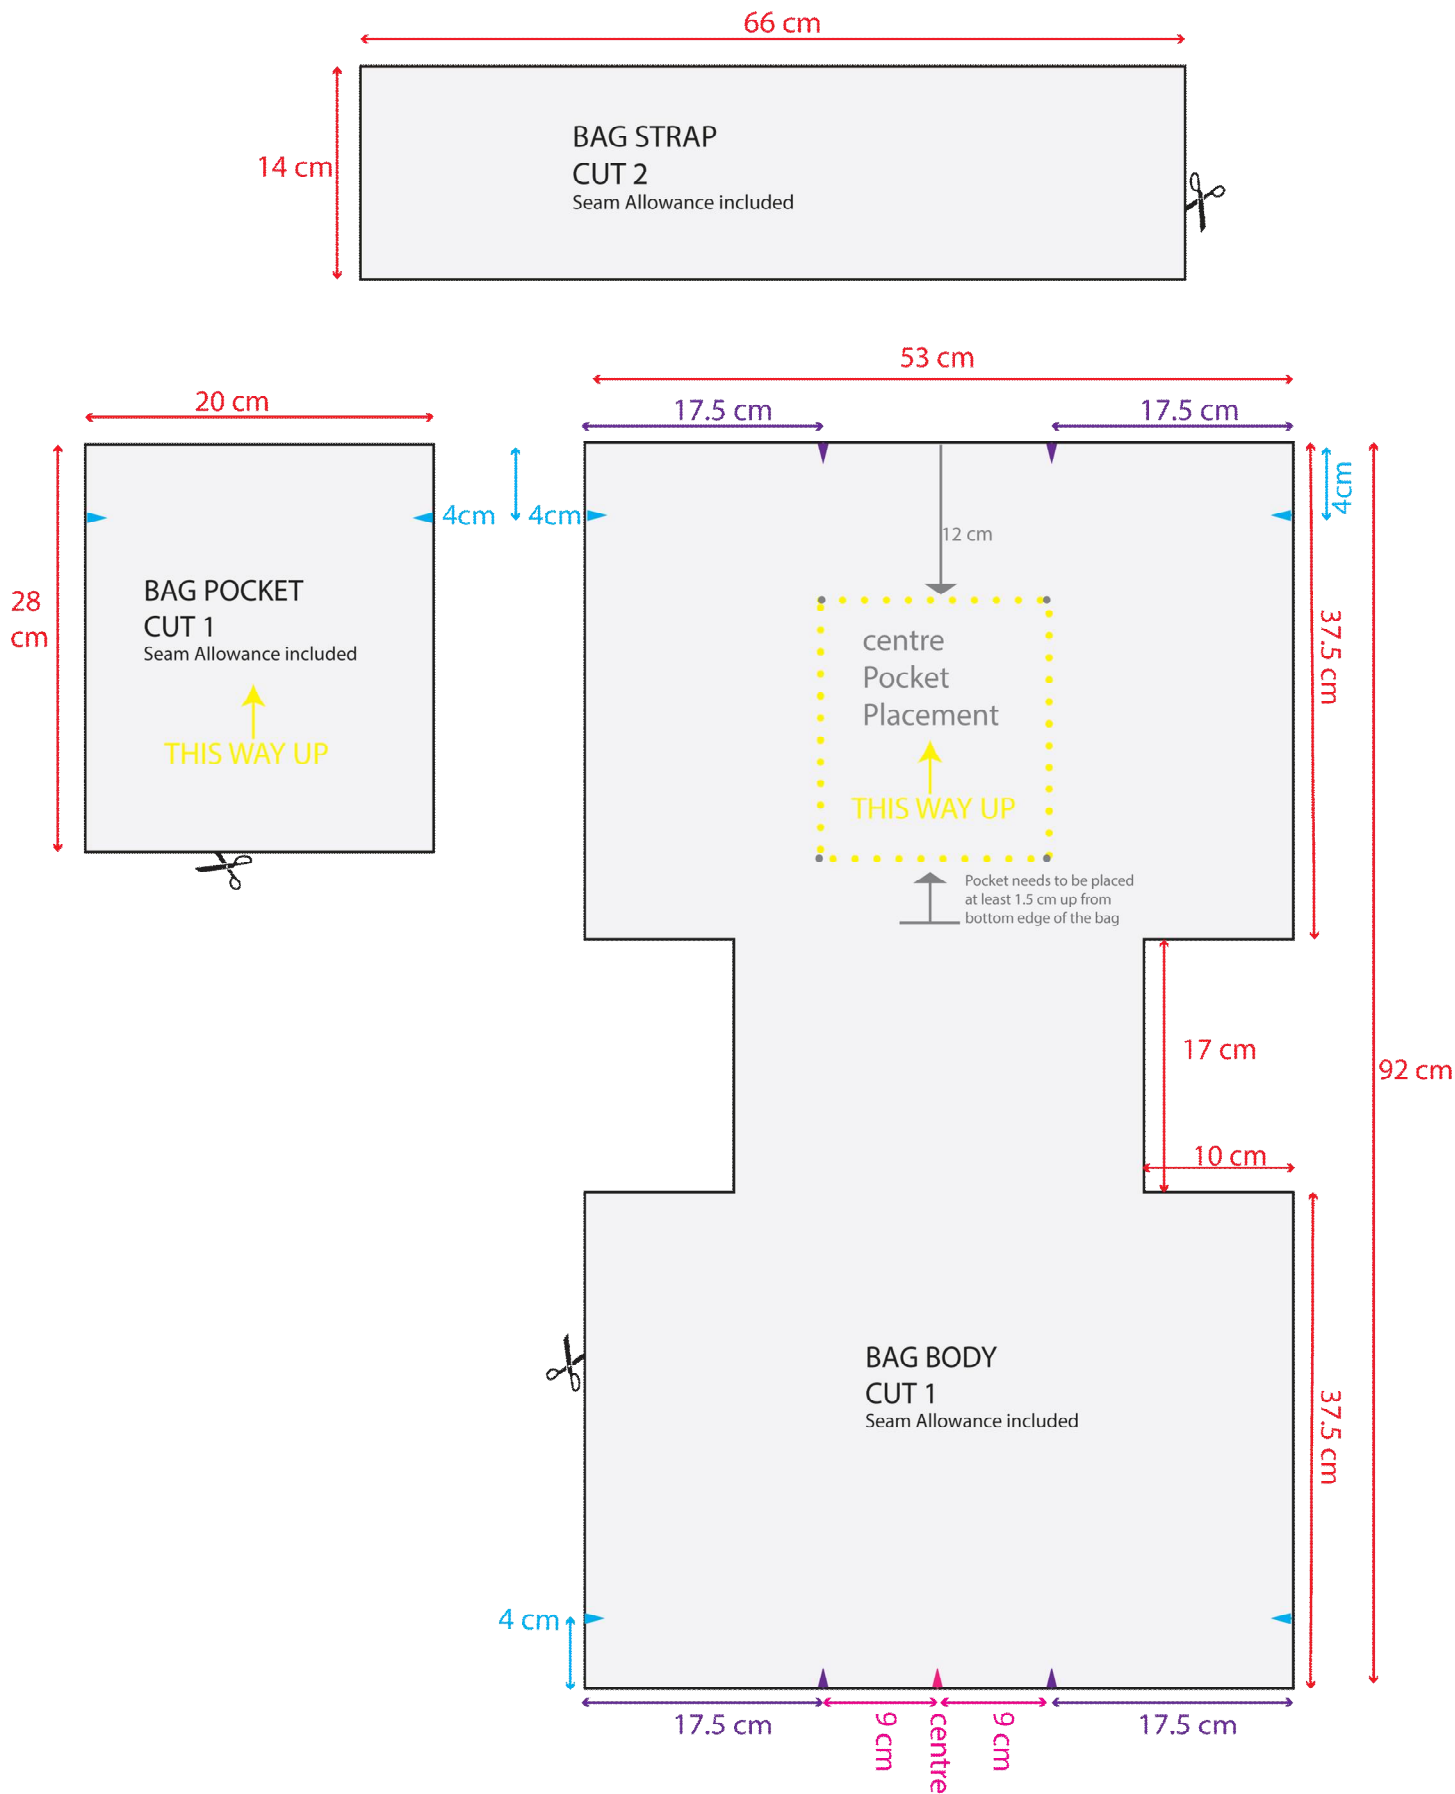 66 cm
14 cm
BAG STRAP
CUT 2
Seam Allowance included
53 cm
20 cm
17.5 cm
17.5 cm
4cm
4cm
4cm
12 cm
BAG POCKET
CUT 1
Seam Allowance included
28
cm
THIS WAY UP
centre
Pocket
Placement
THIS WAY UP
37.5 cm
Pocket needs to be placed
at least 1.5 cm up from
bottom edge of the bag
17 cm
92 cm
10 cm
BAG BODY
CUT 1
Seam Allowance included
37.5 cm
4 cm
17.5 cm
9 cm
centre
9 cm
17.5 cm